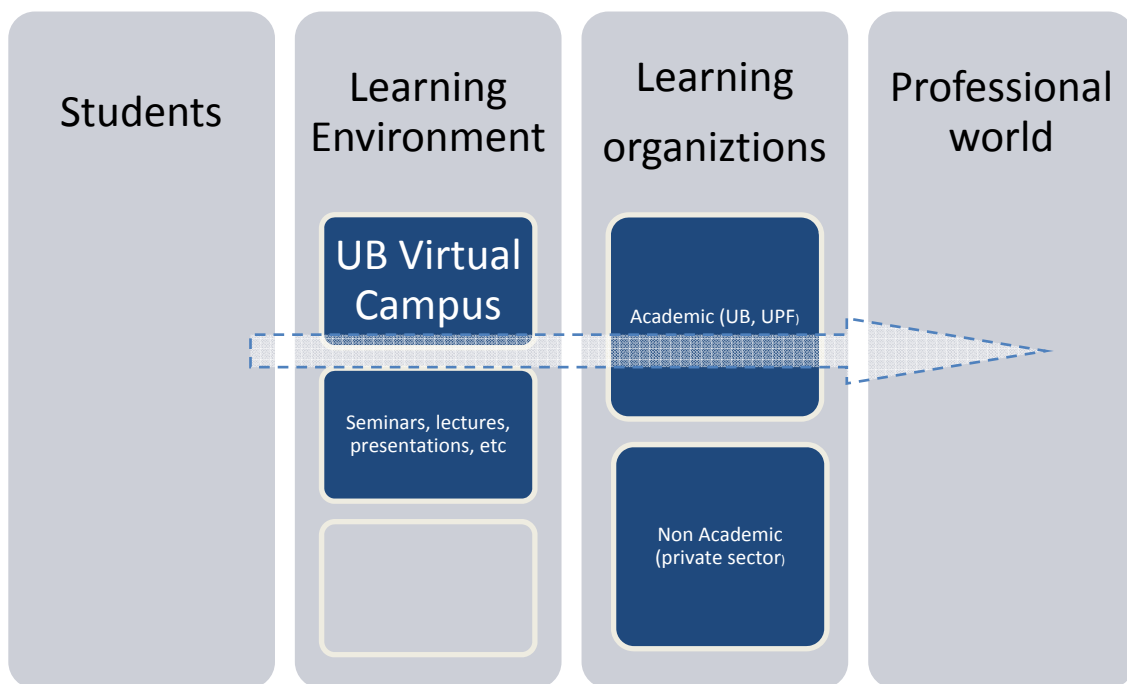 Students
Learning
Environment
UB Virtual
Campus
Seminars, lectures,
presentations, etc
Learning
organiztions
Academic (UB, UPF)
Non Academic
(private sector)
Professional
world